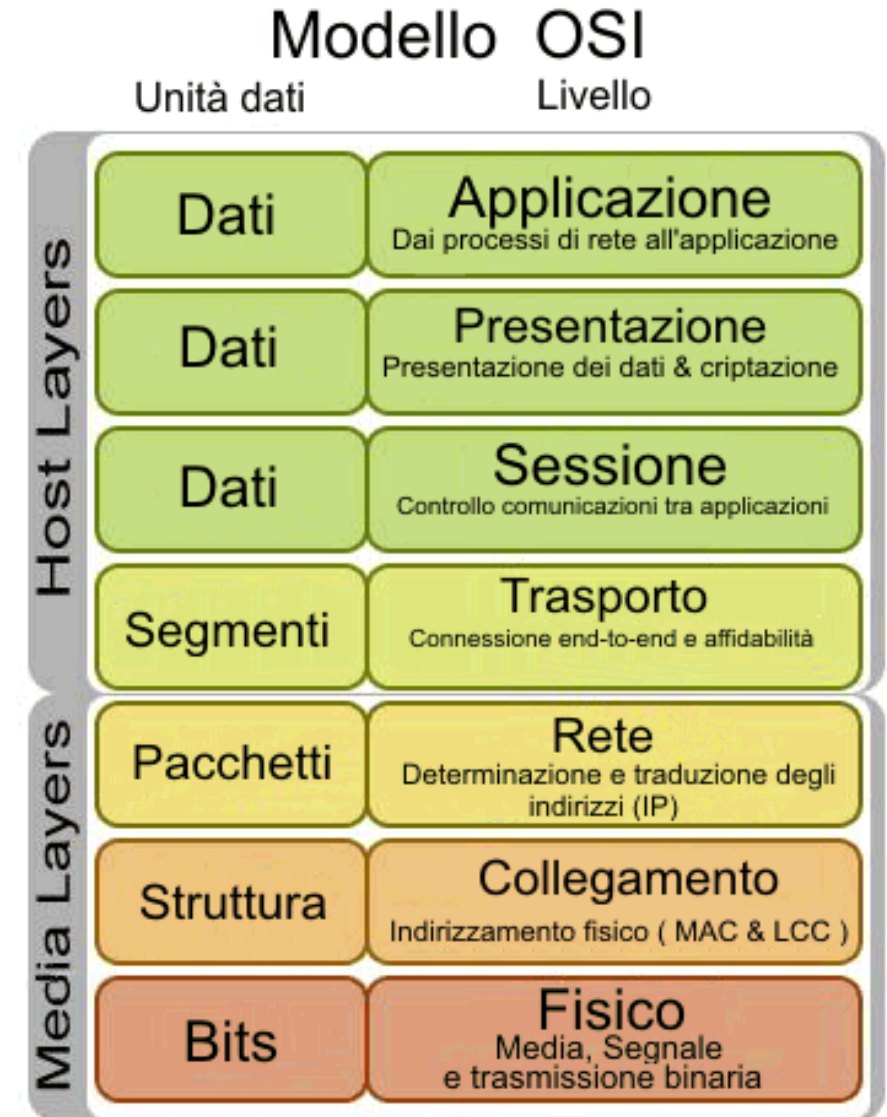 Modello OSI
Unità dati
Livello
Host Layers
Dati
Applicazione
Dai processi di rete all'applicazione
Dati
Presentazione
Presentazione dei dati & criptazione
Dati
Sessione
Controllo comunicazioni tra applicazioni
Segmenti
Trasporto
Connessione end-to-end e affidabilità
Media Layers
Pacchetti
Rete
Determinazione e traduzione degli
indirizzi (IP)
Struttura
Collegamento
Indirizzamento fisico ( MAC & LCC )
Bits
Fisico
Media, Segnale
e trasmissione binaria